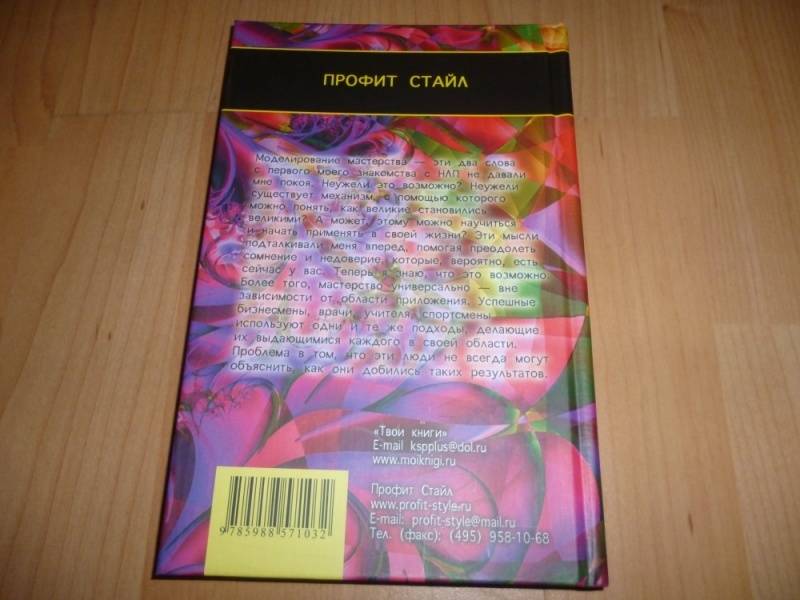 ПРОФИТ СТАЙЛ
Моделирование мастерства — эти два слова
с первого моего знакомства с НЛП не давали
мне покоя. Неужели это возможно? Неужели
существует механизм, с помощью которого
можно понять, как великие становились
великими? А может, этому можно научиться
и начать применять в своей жизни? Эти мысли
подталкивали меня вперед, помогая преодолеть
сомнение и недоверие, которые, вероятно, есть
сейчас у вас. Теперь я знаю, что это возможно.
Более того, мастерство универсально — вне
зависимости от области приложения. Успешные
бизнесмены, врачи, учителя, спортсмены
используют одни и те же подходы, делающие
их выдающимися каждого в своей области.
Проблема в том, что эти люди не всегда могут
объяснить, как они добились таких результатов.
«Твои книги»
E-mail kspplus@dol.ru
www.moiknigi.ru
Профит Стайл
www.profit-style.ru
E-mail: profit-style@mail.ru
Тел. (факс): (495) 958-10-68
9785988571032